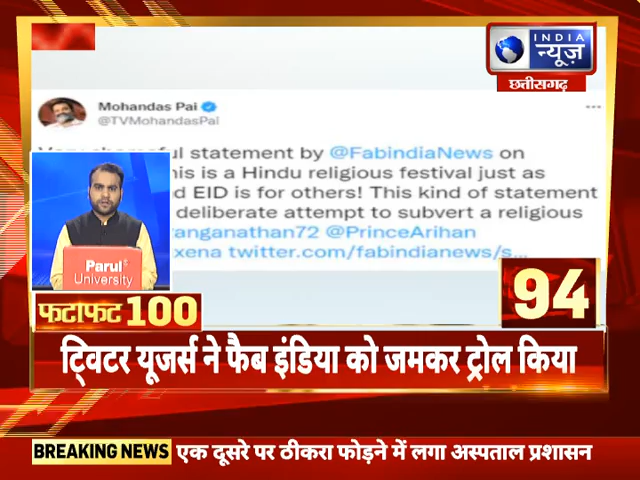 INDIA
न्यूज़
छत्तीसगढ़
Mohandas Pai
@TVMohandasPai
statement by @FabindiaNews on
his is a Hindu religious festival just as
d EID is for others! This kind of statement
deliberate attempt to subvert a religious
ranganathan72 @PrinceArihan
xena twitter.com/fabindianews/s...
Parul
University
फटाफट 100
94
ट्विटर यूजर्स ने फैब इंडिया को जमकर ट्रोल किया
BREAKING NEWS एक दूसरे पर ठीकरा फोड़ने में लगा अस्पताल प्रशासन